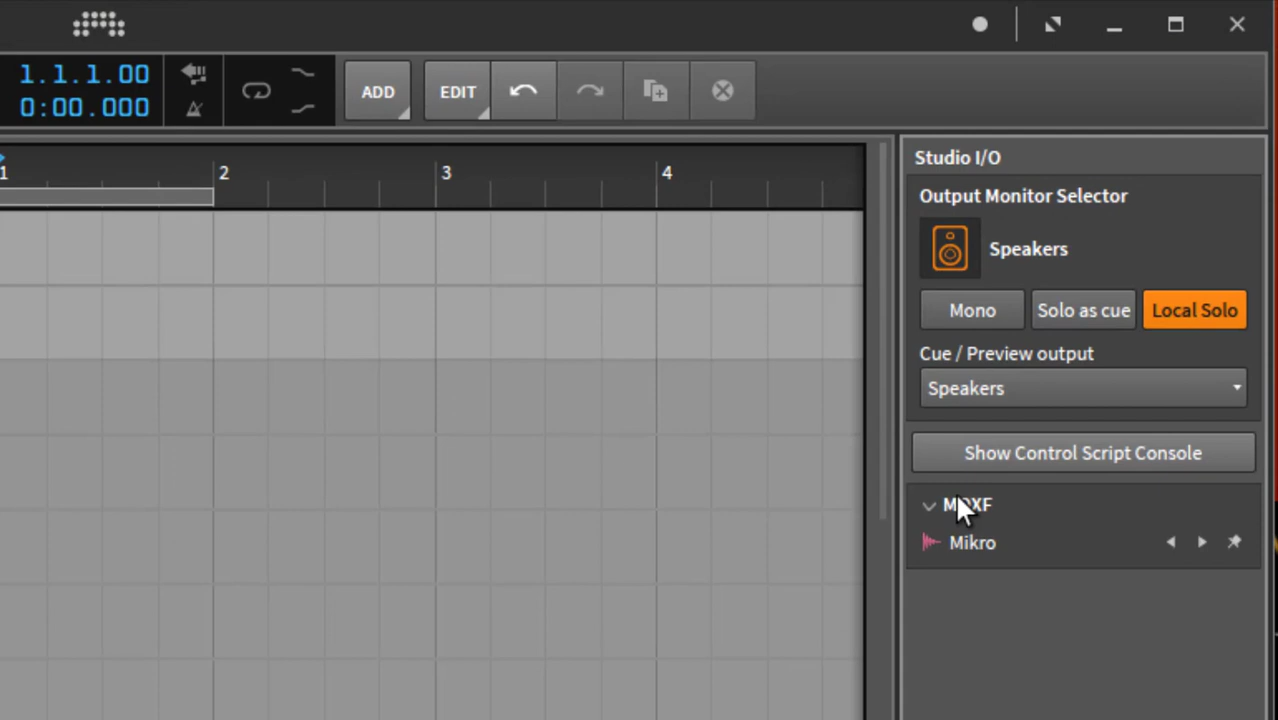 1.1.1.00
0:00.000
ADD
EDIT
1
2
3
4
Studio I/O
Output Monitor Selector
Speakers
Mono
Solo as cue
Local Solo
Cue / Preview output
Speakers
Show Control Script Console
MOXF
Mikro